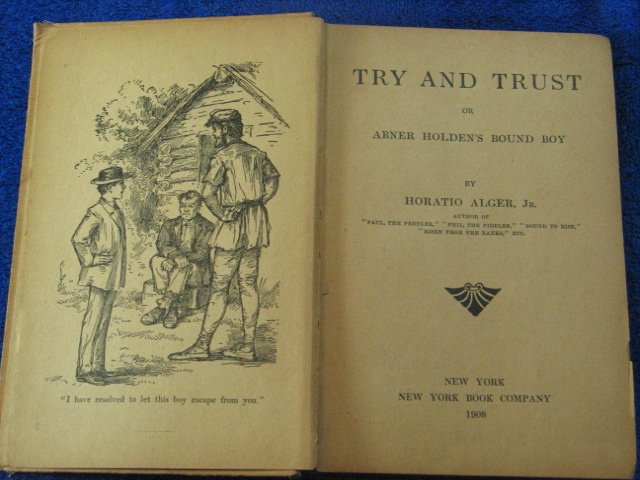 "I have resolved to let this boy escape from you."
TRY AND TRUST
OR
ABNER HOLDEN'S BOUND BOY
BY
HORATIO ALGER, JR.
AUTHOR OF
"PAUL, THE PEDDLER," "PHIL, THE FIDDLER," "BOUND TO RISE,"
"RISEN FROM THE RANKS," ETC.
NEW YORK
NEW YORK BOOK COMPANY
1908